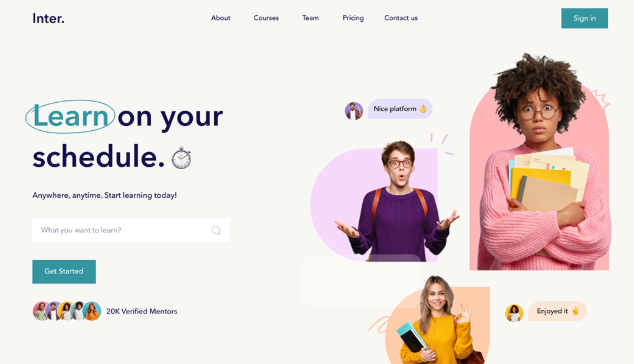 Inter.
About
Courses
Team
Pricing
Contact us
Sign in
Learn on your
schedule.
Anywhere, anytime. Start learning today!
What you want to learn?
Get Started
20K Verified Mentors
Nice platform 👌
Enjoyed it ✌